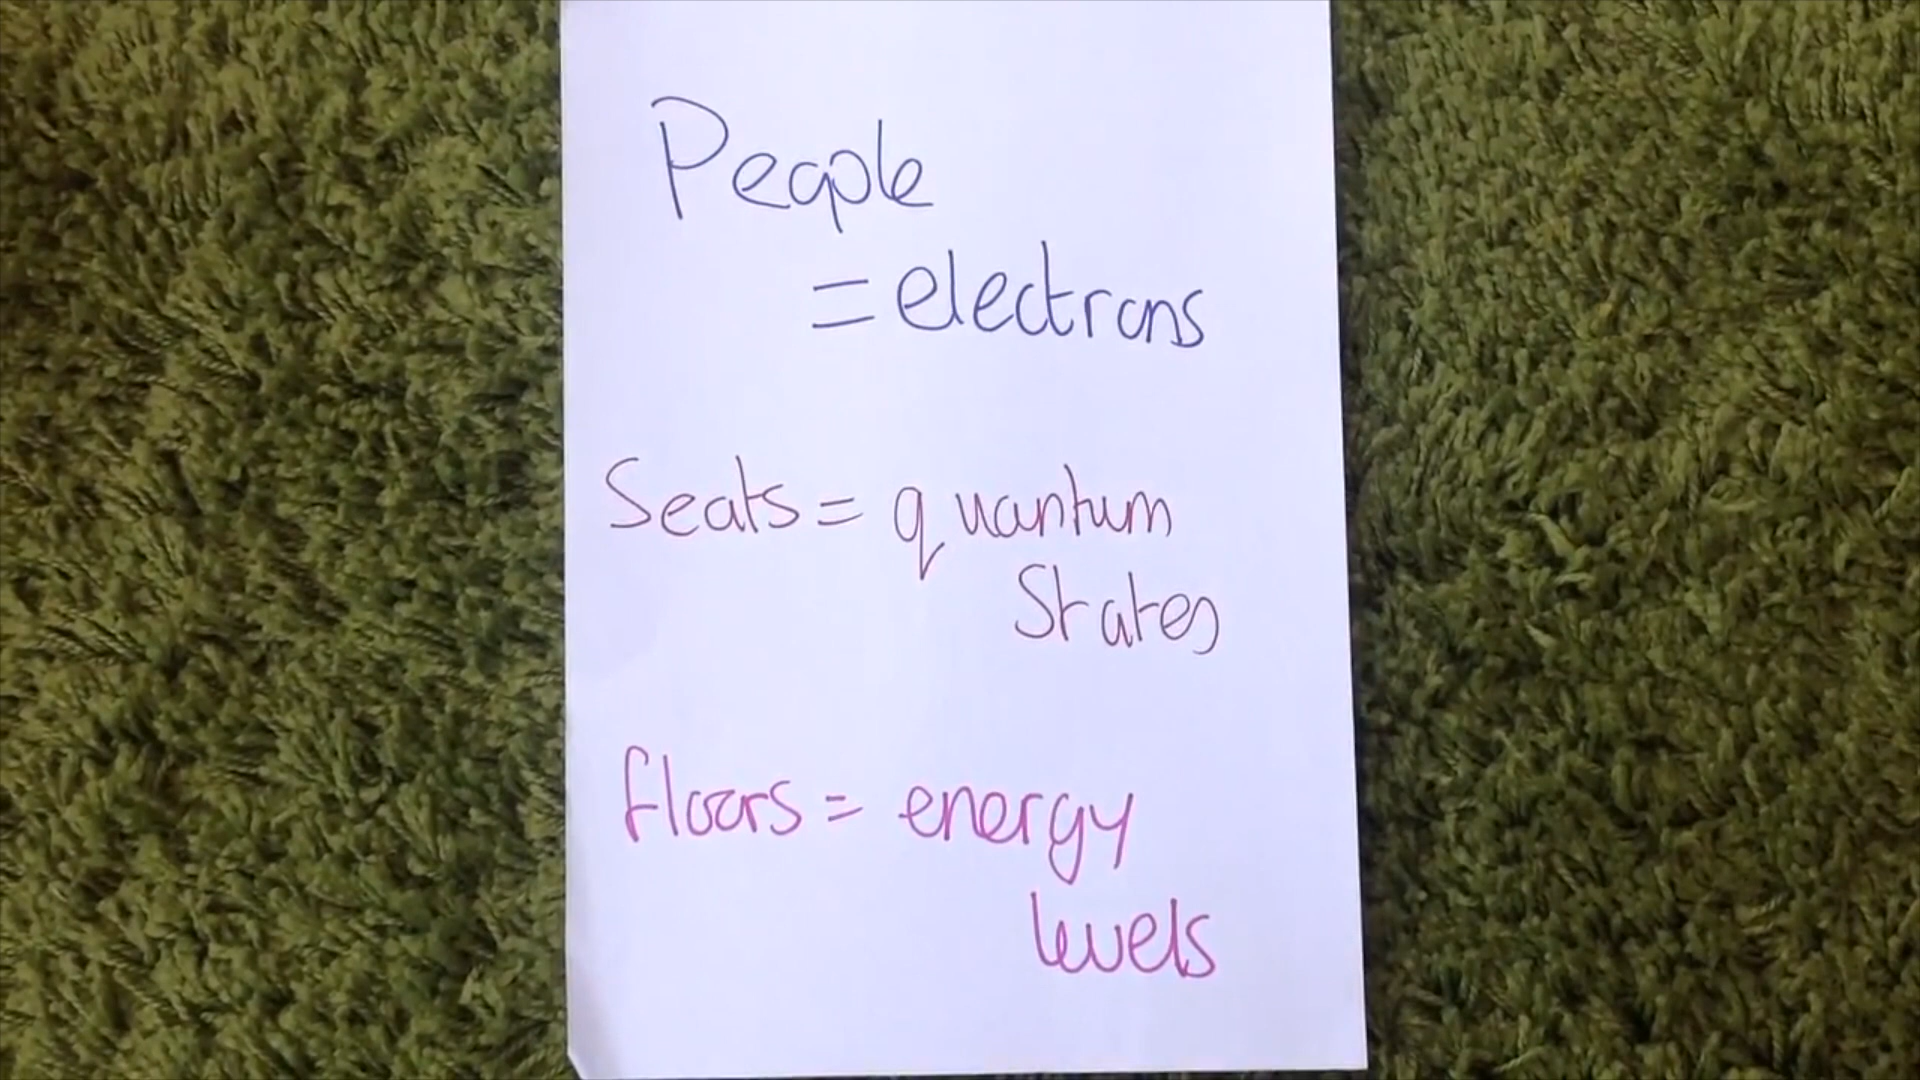 People
= electrons
Seats = quantum
States
floors = energy
levels